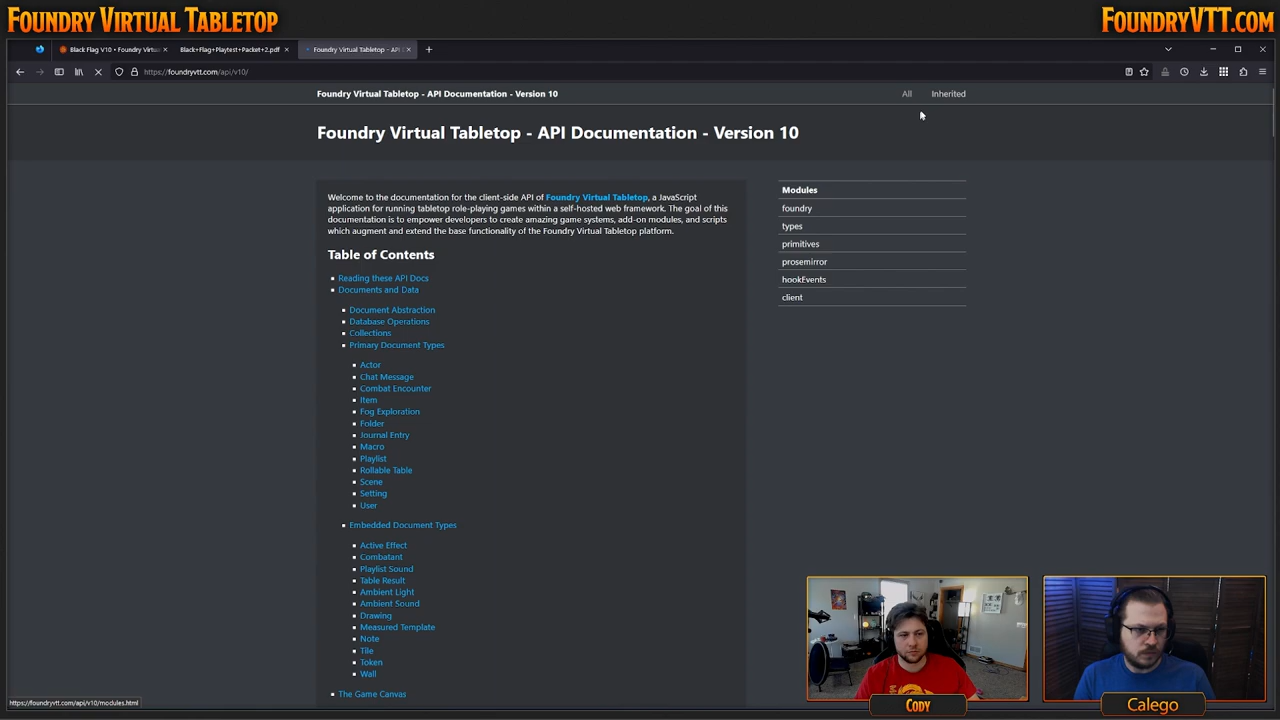 FOUNDRY VIRTUAL TABLETOP
FOUNDRYVTT.COM
Black Flag V10 • Foundry Virtua
Black+Flag+Playtest+Packet+2.pdf
Foundry Virtual Tabletop - API D
https://foundryvtt.com/api/v10/
Foundry Virtual Tabletop - API Documentation - Version 10
All
Inherited
Foundry Virtual Tabletop - API Documentation - Version 10
Welcome to the documentation for the client-side API of Foundry Virtual Tabletop, a JavaScript
application for running tabletop role-playing games within a self-hosted web framework. The goal of this
documentation is to empower developers to create amazing game systems, add-on modules, and scripts
which augment and extend the base functionality of the Foundry Virtual Tabletop platform.
Table of Contents
Reading these API Docs
Documents and Data
Document Abstraction
Database Operations
Collections
Primary Document Types
Actor
Chat Message
Combat Encounter
Item
Fog Exploration
Folder
Journal Entry
Macro
Playlist
Rollable Table
Scene
Setting
User
Embedded Document Types
Active Effect
Combatant
Playlist Sound
Table Result
Ambient Light
Ambient Sound
Drawing
Measured Template
Note
Tile
Token
Wall
The Game Canvas
Modules
foundry
types
primitives
prosemirror
hookEvents
client
https://foundryvtt.com/api/v10/modules.html
Cody
Calego